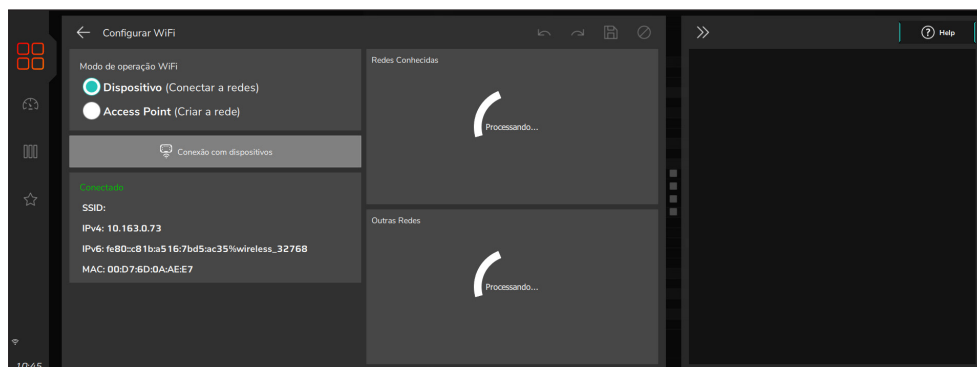 Configurar WiFi
Help
Modo de operação WiFi
Dispositivo (Conectar a redes)
Access Point (Criar a rede)
Conexão com dispositivos
Conectado
SSID:
IPv4: 10.163.0.73
IPv6: fe80::c81b:a516:7bd5:ac35%wireless_32768
MAC: 00:D7:6D:0A:AE:E7
Redes Conhecidas
Processando...
Outras Redes
Processando...
10:45